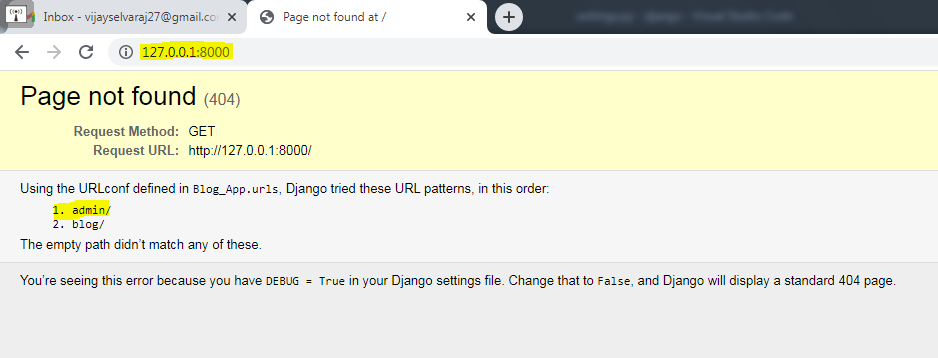 Inbox - vijayselvaraj27@gmail.co
Page not found at /
127.0.0.1:8000
Page not found (404)
Request Method: GET
Request URL: http://127.0.0.1:8000/
Using the URLconf defined in Blog_App.urls, Django tried these URL patterns, in this order:
1. admin/
2. blog/
The empty path didn't match any of these.
You're seeing this error because you have DEBUG = True in your Django settings file. Change that to False, and Django will display a standard 404 page.